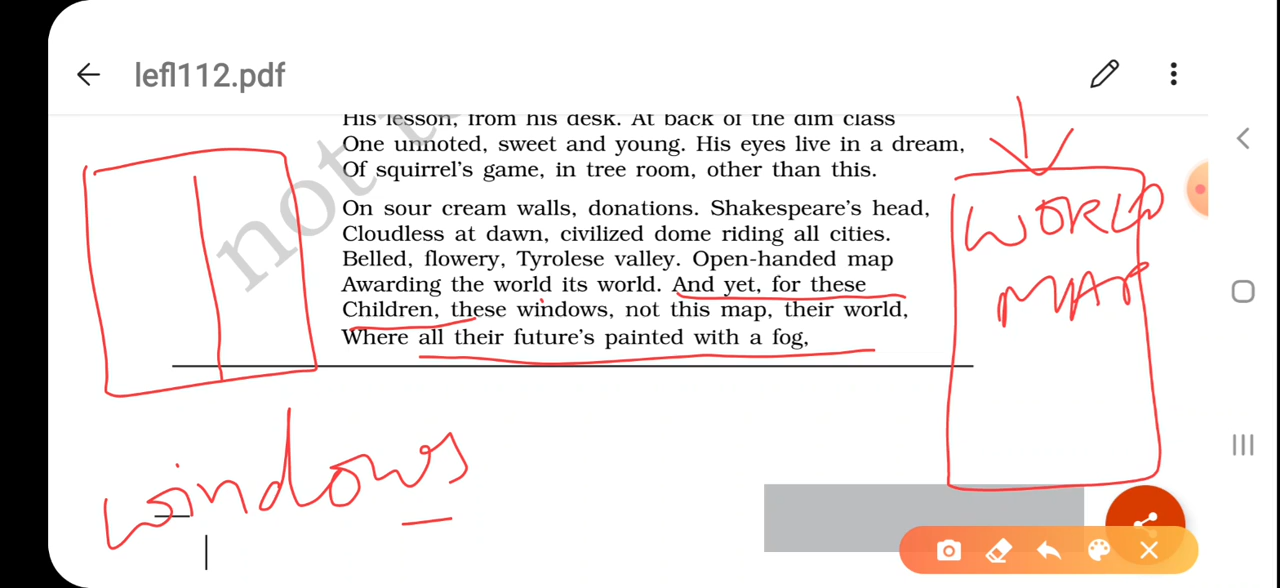 lefl112.pdf
His lesson, from his desk. At back of the dim class
One unnoted, sweet and young. His eyes live in a dream,
Of squirrel's game, in tree room, other than this.
On sour cream walls, donations. Shakespeare's head,
Cloudless at dawn, civilized dome riding all cities.
Belled, flowery, Tyrolese valley. Open-handed map
Awarding the world its world. And yet, for these
Children, these windows, not this map, their world,
Where all their future's painted with a fog,
not
WORLD
MAP
windows